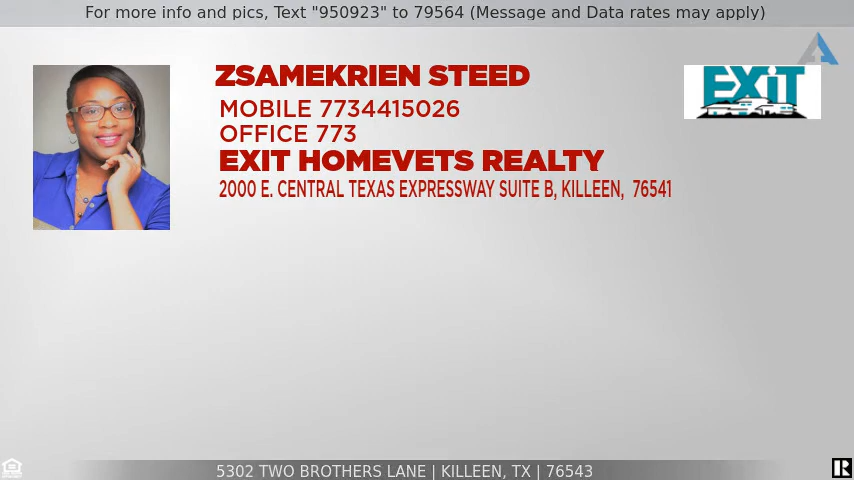 For more info and pics, Text "950923" to 79564 (Message and Data rates may apply)
ZSAMEKRIEN STEED
EXIT
MOBILE 7734415026
OFFICE 773
EXIT HOMEVETS REALTY
2000 E. CENTRAL TEXAS EXPRESSWAY SUITE B, KILLEEN, 76541
5302 TWO BROTHERS LANE | KILLEEN, TX | 76543